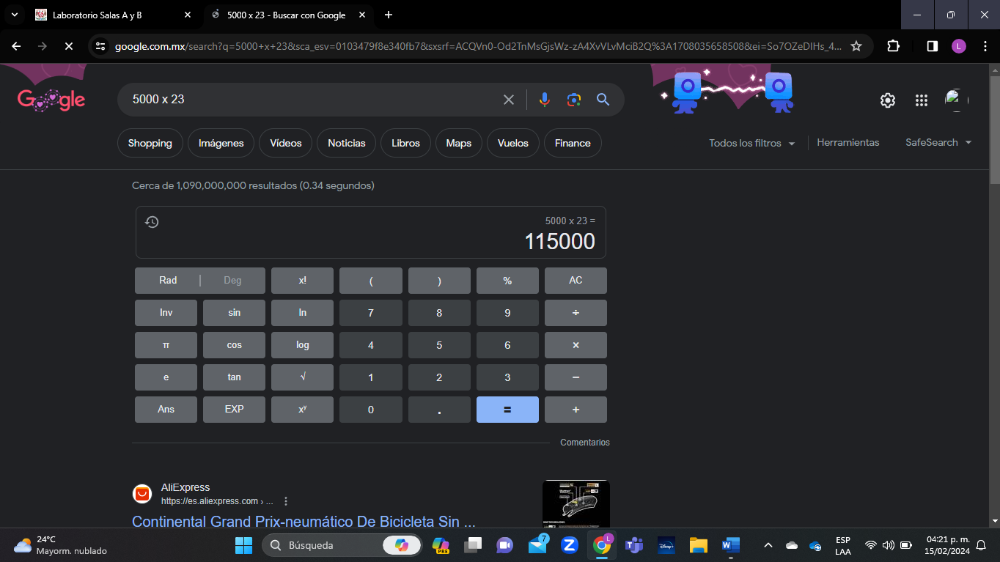 Laboratorio Salas A y B
5000 x 23 - Buscar con Google
google.com.mx/search?q=5000+x+23&sca_esv=0103479f8e340fb7&sxsrf=ACQVn0-Od2TnMsGjsWz-zA4XvVLvMciB2Q%3A1708035658508&ei=So7OZeDIHs_4...
L
Google
5000 x 23
Shopping
Imágenes
Vídeos
Noticias
Libros
Maps
Vuelos
Finance
Todos los filtros
Herramientas
SafeSearch
Cerca de 1,090,000,000 resultados (0.34 segundos)
5000 x 23 =
115000
Rad | Deg x! ( ) % AC
Inv sin ln 7 8 9 ÷
π cos log 4 5 6 ×
e tan √ 1 2 3 −
Ans EXP xʸ 0 . = +
Comentarios
AliExpress
https://es.aliexpress.com › ...
Continental Grand Prix-neumático De Bicicleta Sin ...
24°C
Mayorm. nublado
Búsqueda
PRE
7
Z
Disney+
L
T
W
ESP
LAA
04:21 p. m.
15/02/2024